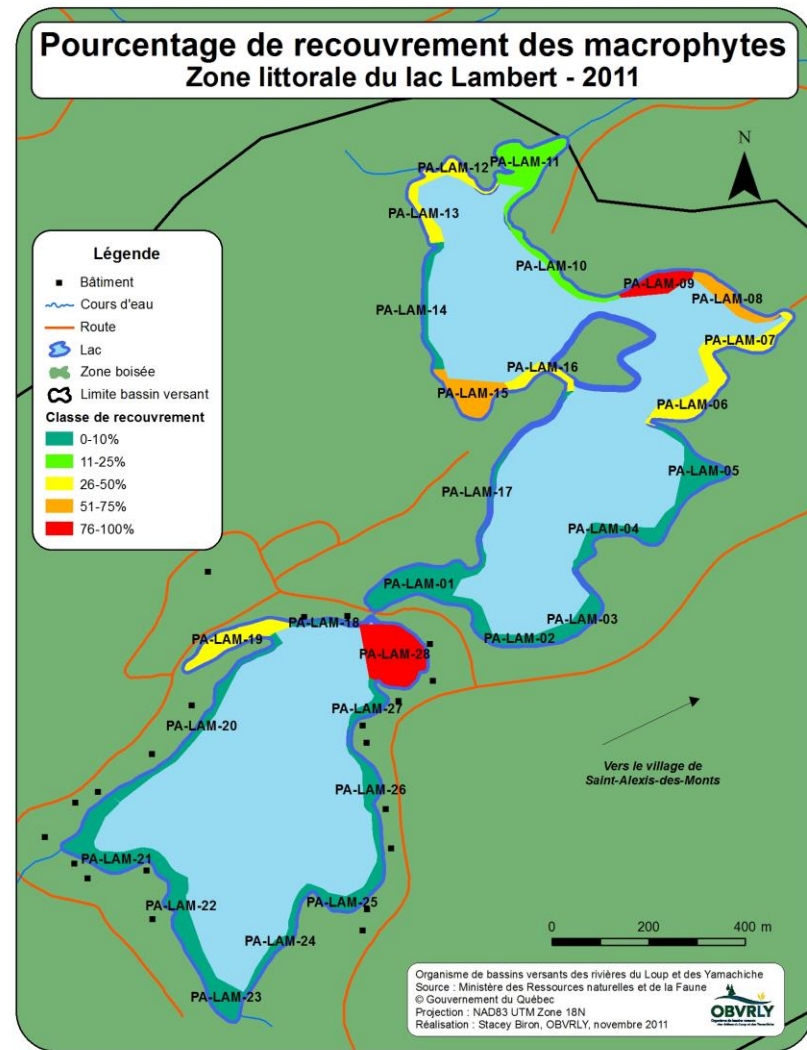 Pourcentage de recouvrement des macrophytes
Zone littorale du lac Lambert - 2011
N
PA-LAM-12
PA-LAM-11
PA-LAM-13
PA-LAM-10
PA-LAM-09
PA-LAM-08
PA-LAM-14
PA-LAM-07
PA-LAM-16
PA-LAM-15
PA-LAM-06
PA-LAM-05
PA-LAM-17
PA-LAM-04
PA-LAM-01
PA-LAM-03
PA-LAM-02
PA-LAM-18
PA-LAM-19
PA-LAM-28
PA-LAM-27
PA-LAM-20
PA-LAM-26
PA-LAM-21
PA-LAM-25
PA-LAM-22
PA-LAM-24
PA-LAM-23
Légende
Bâtiment
Cours d'eau
Route
Lac
Zone boisée
Limite bassin versant
Classe de recouvrement
0-10%
11-25%
26-50%
51-75%
76-100%
Vers le village de
Saint-Alexis-des-Monts
0 200 400 m
Organisme de bassins versants des rivières du Loup et des Yamachiche
Source : Ministère des Ressources naturelles et de la Faune
© Gouvernement du Québec
Projection : NAD83 UTM Zone 18N
Réalisation : Stacey Biron, OBVRLY, novembre 2011
OBVRLY